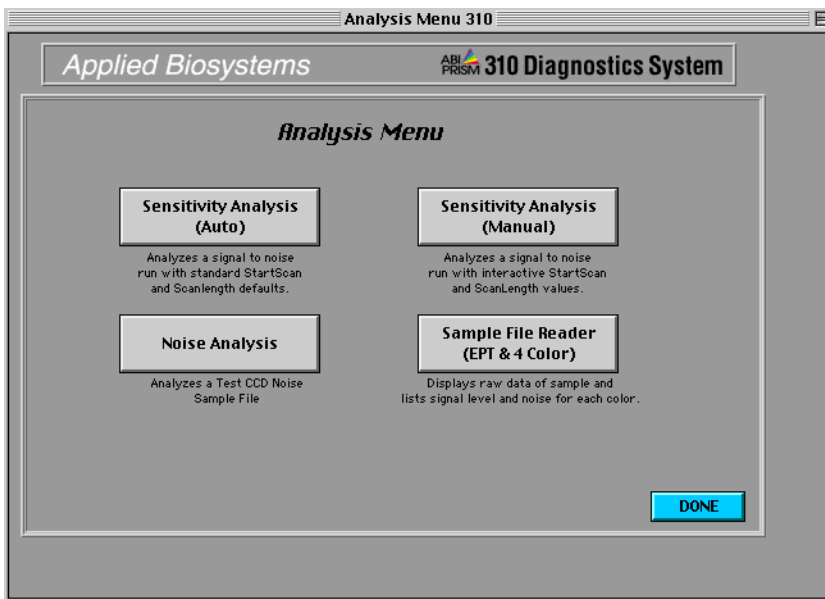 Analysis Menu 310
Applied Biosystems
ABI PRISM 310 Diagnostics System
Analysis Menu
Sensitivity Analysis
(Auto)
Analyzes a signal to noise
run with standard StartScan
and Scanlength defaults.
Sensitivity Analysis
(Manual)
Analyzes a signal to noise
run with interactive StartScan
and ScanLength values.
Noise Analysis
Analyzes a Test CCD Noise
Sample File
Sample File Reader
(EPT & 4 Color)
Displays raw data of sample and
lists signal level and noise for each color.
DONE